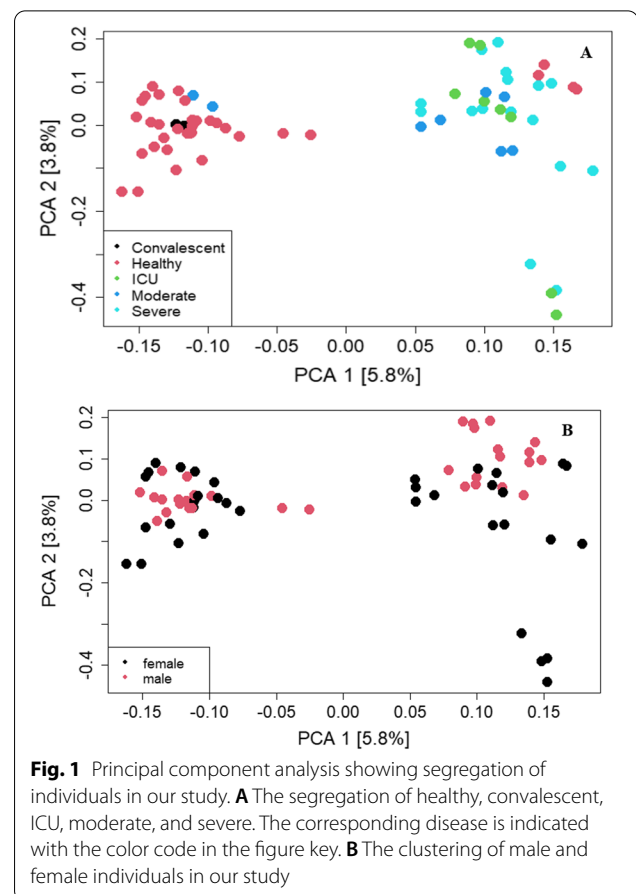 A
PCA 2 [3.8%]
0.2
0.1
0.0
-0.2
-0.4
Convalescent
Healthy
ICU
Moderate
Severe
-0.15 -0.10 -0.05 0.00 0.05 0.10 0.15
PCA 1 [5.8%]
B
PCA 2 [3.8%]
0.2
0.1
0.0
-0.2
-0.4
female
male
-0.15 -0.10 -0.05 0.00 0.05 0.10 0.15
PCA 1 [5.8%]
Fig. 1 Principal component analysis showing segregation of
individuals in our study. A The segregation of healthy, convalescent,
ICU, moderate, and severe. The corresponding disease is indicated
with the color code in the figure key. B The clustering of male and
female individuals in our study